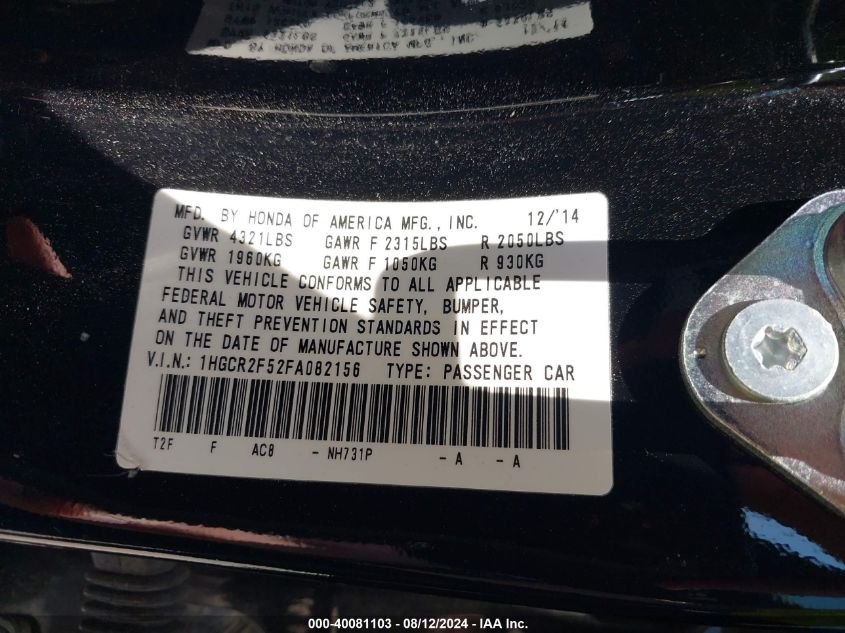 MFD. BY HONDA OF AMERICA MFG., INC. 12/'14
GVWR 4321LBS GAWR F 2315LBS R 2050LBS
GVWR 1960KG GAWR F 1050KG R 930KG
THIS VEHICLE CONFORMS TO ALL APPLICABLE
FEDERAL MOTOR VEHICLE SAFETY, BUMPER,
AND THEFT PREVENTION STANDARDS IN EFFECT
ON THE DATE OF MANUFACTURE SHOWN ABOVE.
V.I.N.: 1HGCR2F52FA082156 TYPE: PASSENGER CAR
T2F F AC8 - NH731P - A - A
000-40081103 - 08/12/2024 - IAA Inc.